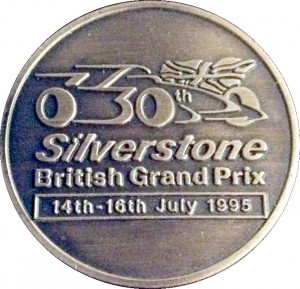 30th
Silverstone
British Grand Prix
14th-16th July 1995